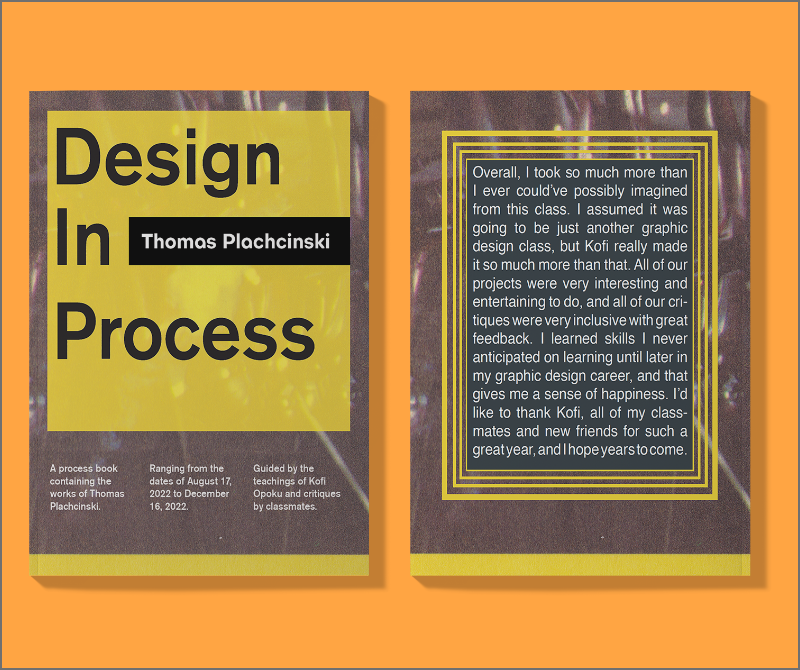 Design
In
Thomas Plachcinski
Process
A process book
containing the
works of Thomas
Plachcinski.
Ranging from the
dates of August 17,
2022 to December
16, 2022.
Guided by the
teachings of Kofi
Opoku and critiques
by classmates.
Overall, I took so much more than
I ever could've possibly imagined
from this class. I assumed it was
going to be just another graphic
design class, but Kofi really made
it so much more than that. All of our
projects were very interesting and
entertaining to do, and all of our cri-
tiques were very inclusive with great
feedback. I learned skills I never
anticipated on learning until later in
my graphic design career, and that
gives me a sense of happiness. I'd
like to thank Kofi, all of my class-
mates and new friends for such a
great year, and I hope years to come.